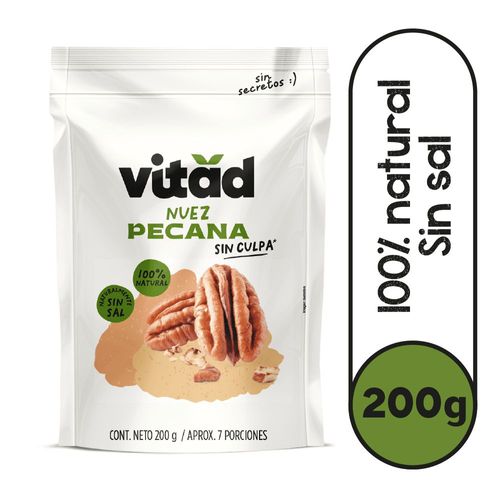 sin
secretos :)
vităd
NUEZ
PECANA
SIN CULPA*
100%
NATURAL
NATURALMENTE
SIN
SAL
CONT. NETO 200 g / APROX. 7 PORCIONES
100% natural
Sin sal
200g